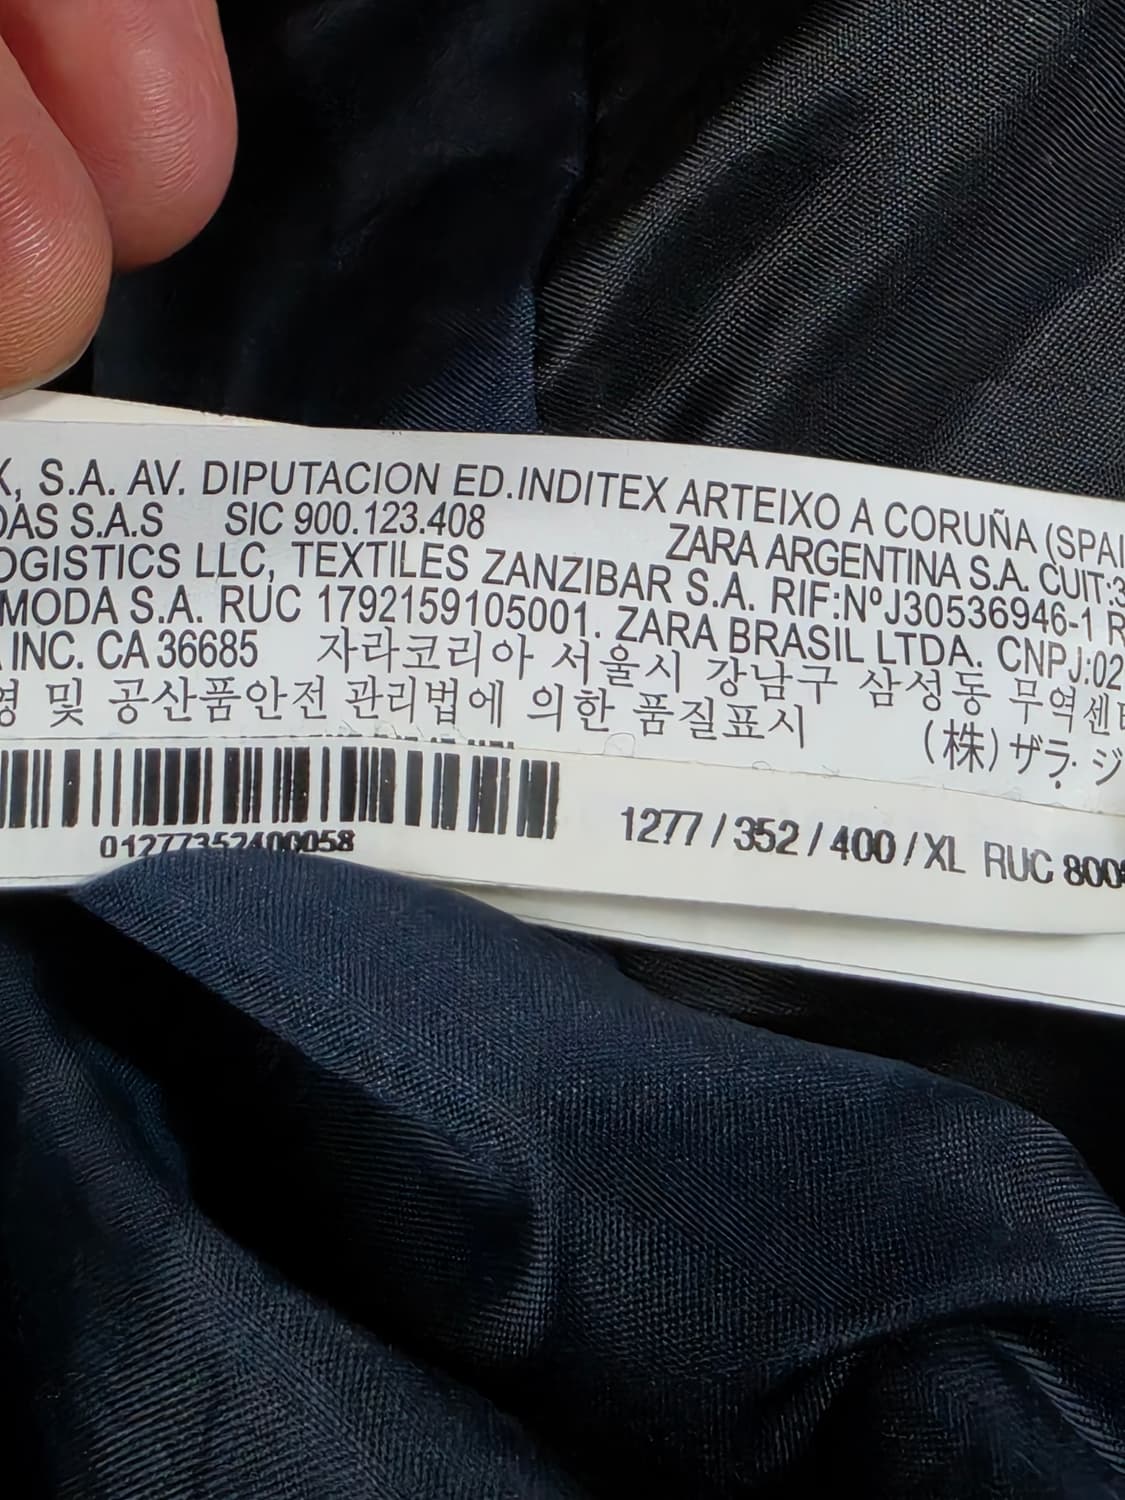 X, S.A. AV. DIPUTACION ED.INDITEX ARTEIXO A CORUÑA (SPAI
DAS S.A.S SIC 900.123.408 ZARA ARGENTINA S.A. CUIT:3
OGISTICS LLC, TEXTILES ZANZIBAR S.A. RIF:NºJ30536946-1 R
MODA S.A. RUC 1792159105001. ZARA BRASIL LTDA. CNPJ:02
INC. CA 36685 자라코리아 서울시 강남구 삼성동 무역센터
영 및 공산품안전 관리법에 의한 품질표시 (株) ザラ・ジ
01277352400058 1277 / 352 / 400 / XL RUC 800